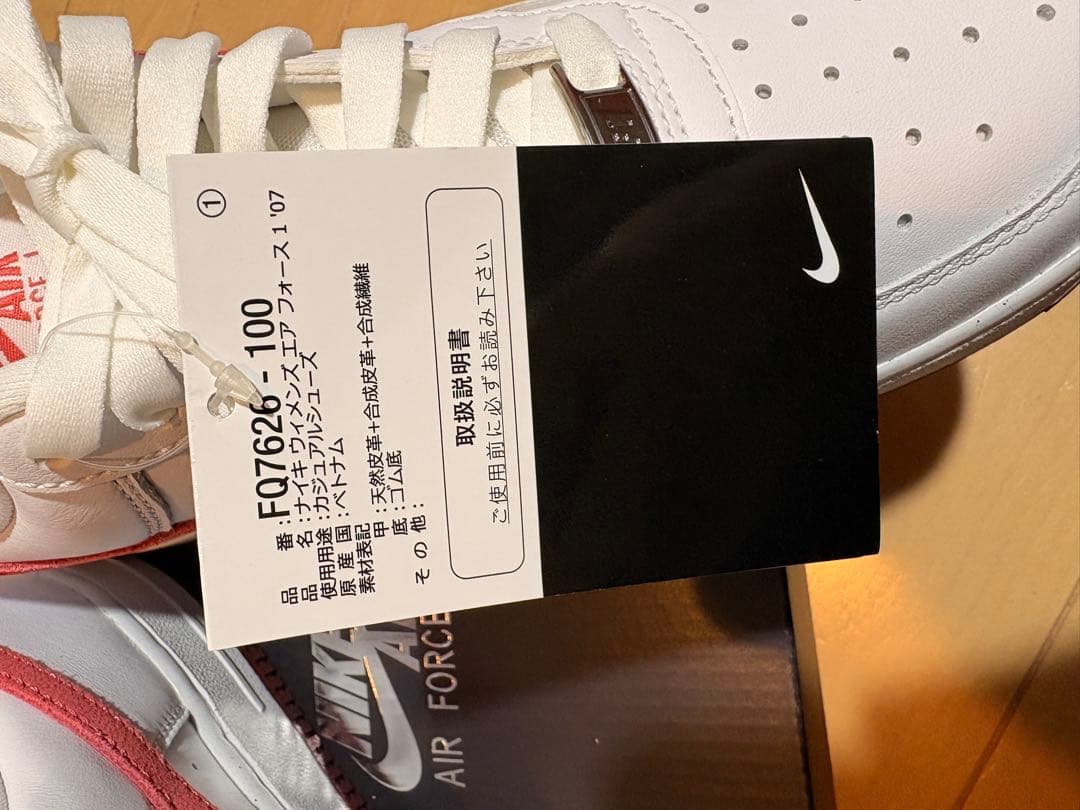 ①
品番:FQ7626-100
品名:ナイキ ウィメンズ エア フォース 1 '07
使用用途:カジュアルシューズ
原産国:ベトナム
素材表記
甲:天然皮革+合成皮革+合成繊維
底:ゴム底
その他:
取扱説明書
ご使用前に必ずお読み下さい
AIR
NIKE
AIR
AIR FORCE